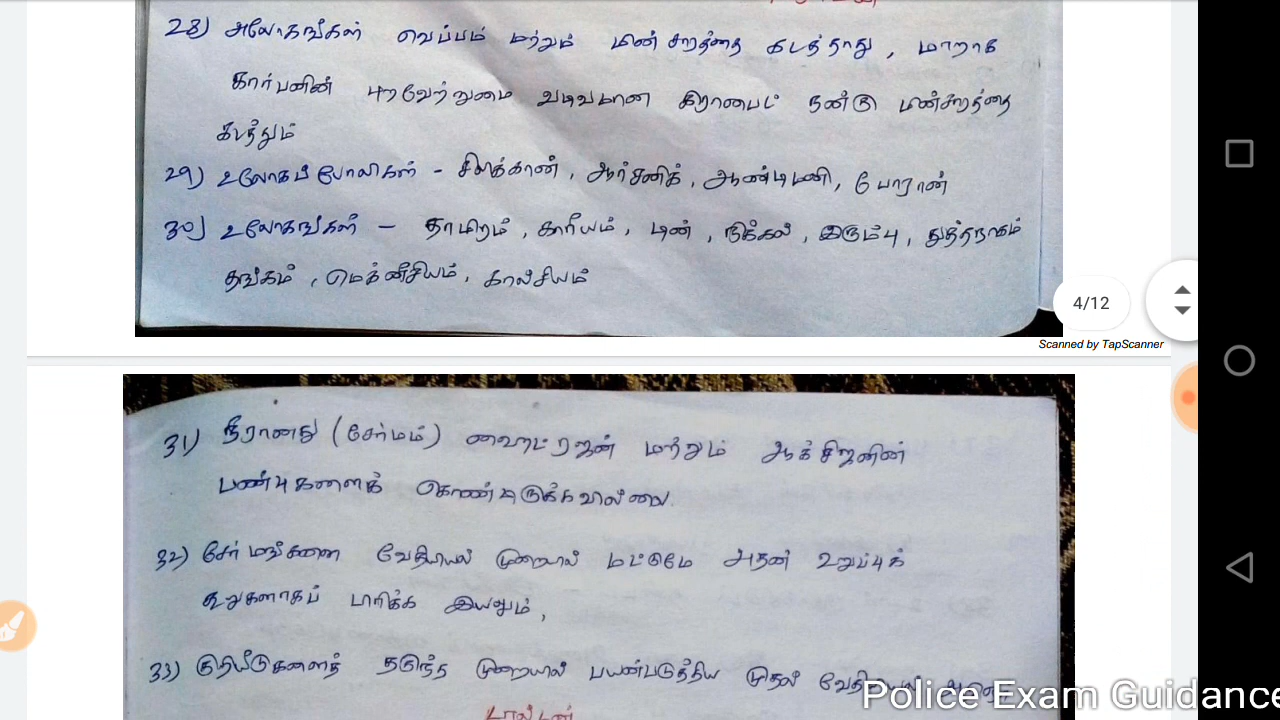 28) அலோகங்கள் வெப்பம் மற்றும் மின் சாரத்தை கடத்தாது, மாறாக
கார்பனின் புறவேற்றுமை வடிவமான கிராபைட் நன்கு மின்சாரத்தை
கடத்தும்
29) உலோகப்போலிகள் - சிலிக்கான், ஆர்சனிக், ஆண்டிமணி, போரான்
30) உலோகங்கள் - தாமிரம், காரீயம், டின், நிக்கல், இரும்பு, துத்தநாகம்
தங்கம், மெக்னீசியம், கால்சியம்
4/12
Scanned by TapScanner
31) நீரானது (சேர்மம்) ஹைட்ரஜன் மற்றும் ஆக்சிஜனின்
பண்புகளைக் கொண்டிருக்கவில்லை.
32) சேர்மங்களை வேதியியல் முறையில் மட்டுமே அதன் உறுப்புக்
கூறுகளாகப் பிரிக்க இயலும்,
33) குறியீடுகளைத் தகுந்த முறையில் பயன்படுத்திய முதல் வேதியியல்
Police Exam Guidance
டால்டன்